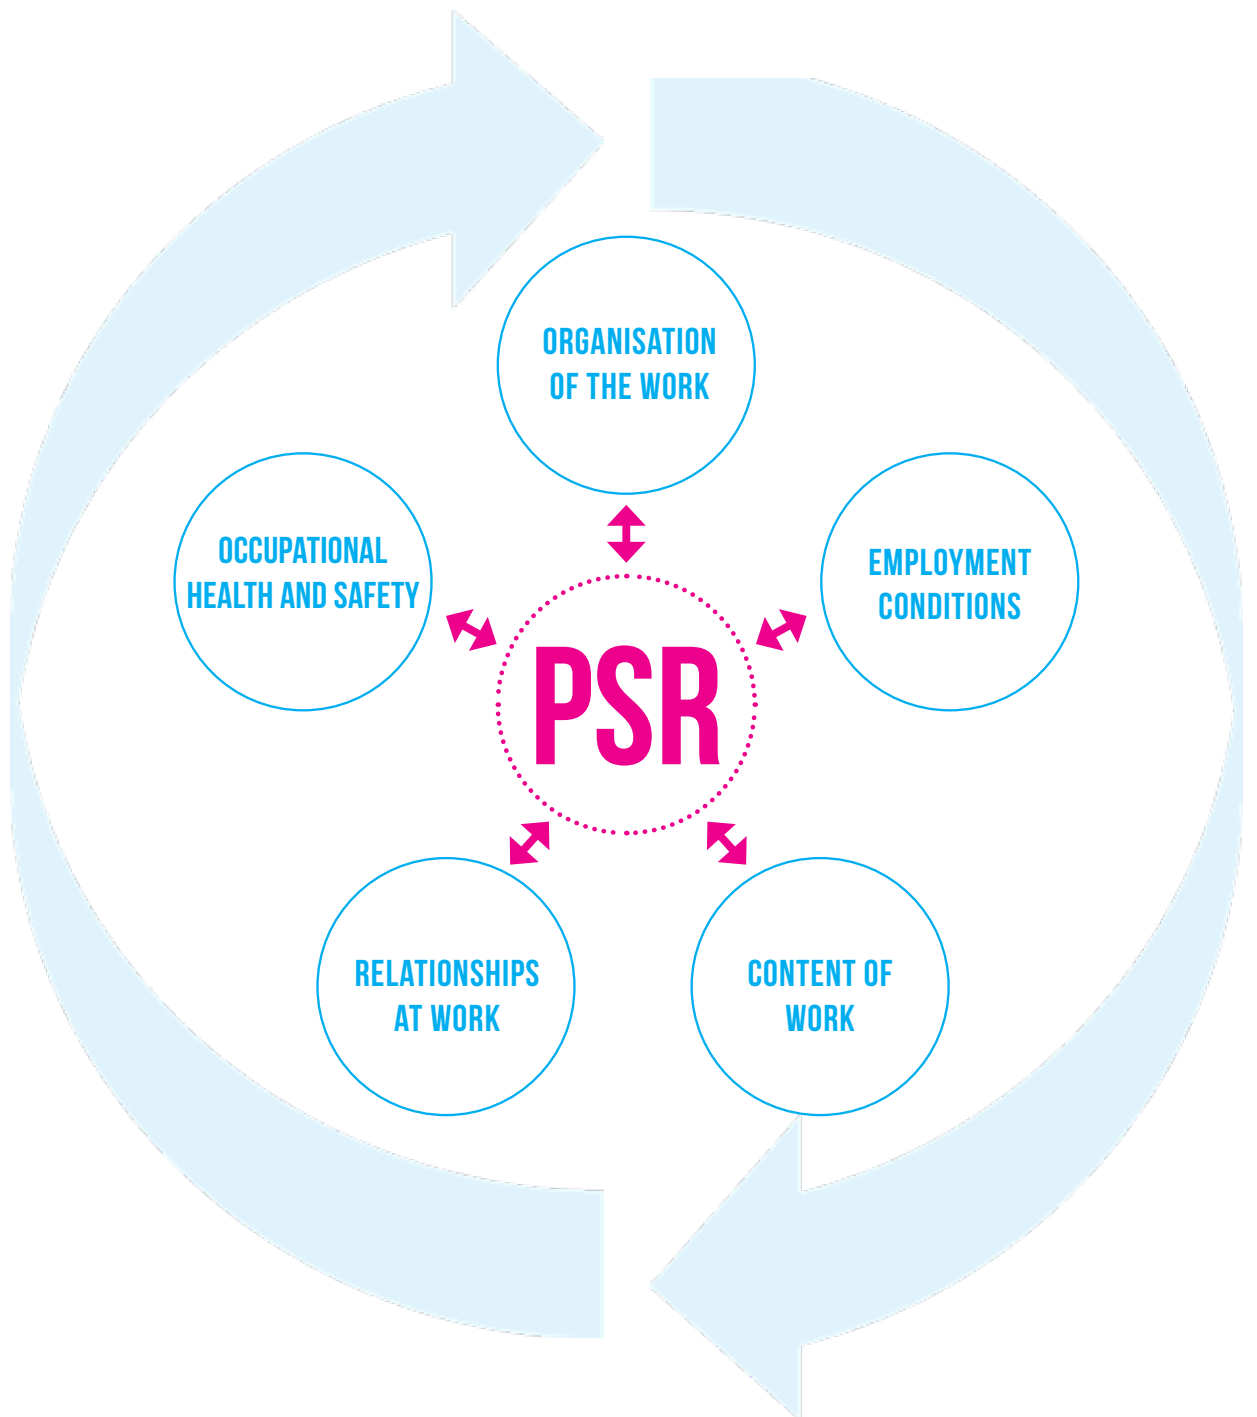 ORGANISATION
OF THE WORK
OCCUPATIONAL
HEALTH AND SAFETY
EMPLOYMENT
CONDITIONS
PSR
RELATIONSHIPS
AT WORK
CONTENT OF
WORK